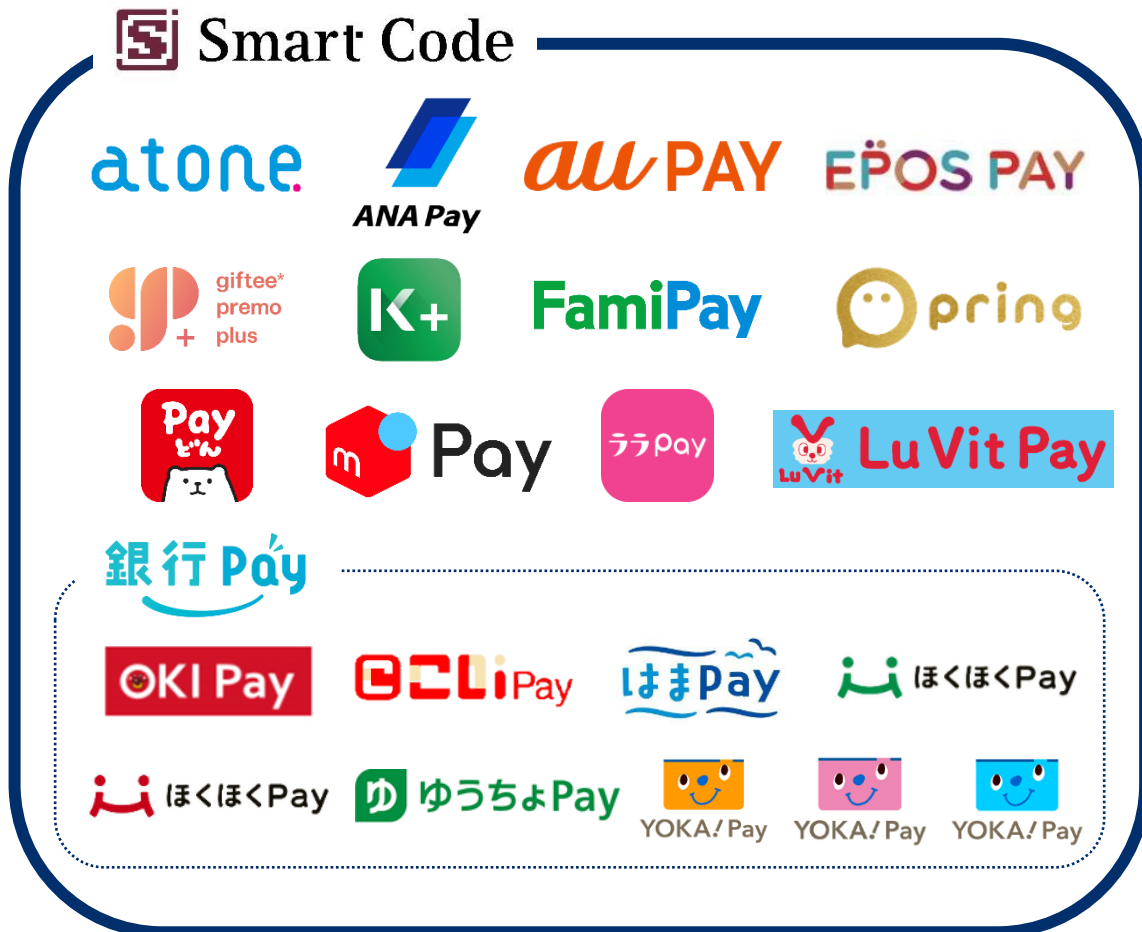 Smart Code
atone
ANA Pay
au PAY
EPOS PAY
giftee*
premo
plus
K+
FamiPay
pring
Pay
どん
m Pay
ララpay
LuVit
LuVit Pay
銀行Pay
OKI Pay
こいPay
はまPay
ほくほくPay
ほくほくPay
ゆ ゆうちょPay
YOKA!Pay
YOKA!Pay
YOKA!Pay